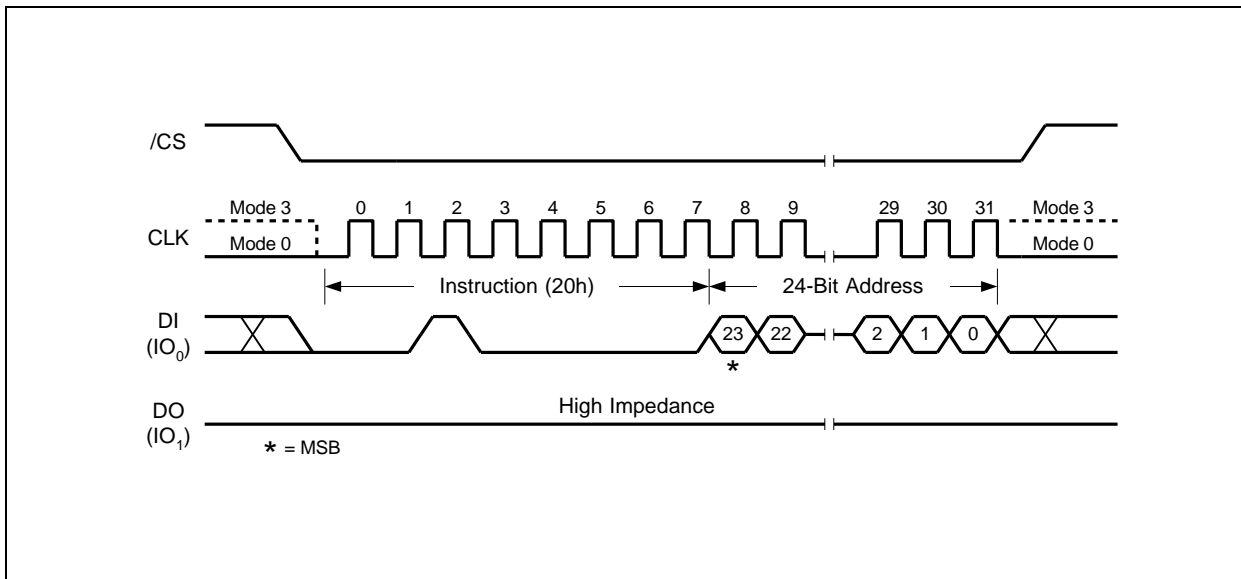 /CS
Mode 3 0 1 2 3 4 5 6 7 8 9 29 30 31 Mode 3
CLK
Mode 0 Mode 0
Instruction (20h) 24-Bit Address
DI
(IO₀)
23 22 2 1 0
*
High Impedance
DO
(IO₁)
* = MSB